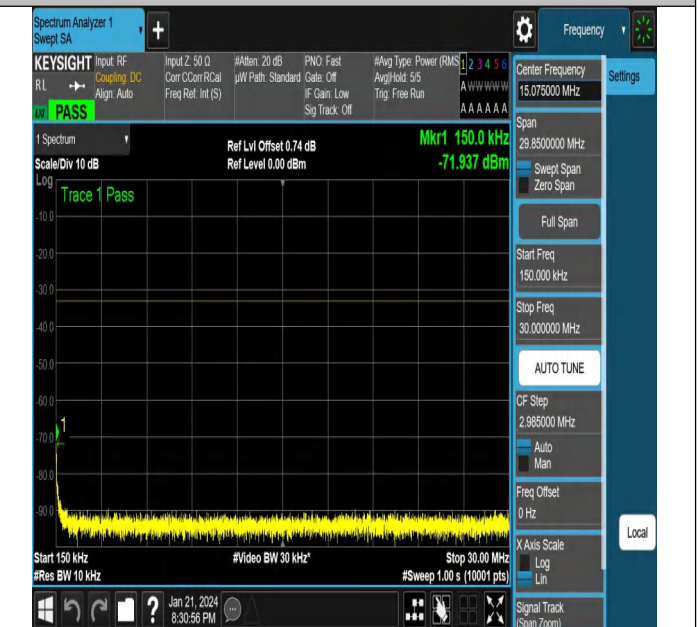 Spectrum Analyzer 1
Swept SA
+
Frequency
KEYSIGHT
RL
PASS
Input: RF
Coupling: DC
Align: Auto
Input Z: 50 Ω
Corr CCorr RCal
Freq Ref: Int (S)
#Atten: 20 dB
µW Path: Standard
PNO: Fast
Gate: Off
IF Gain: Low
Sig Track: Off
#Avg Type: Power (RMS
Avg|Hold: 5/5
Trig: Free Run
1 2 3 4 5 6
A W W W W W
A A A A A A
1 Spectrum
Scale/Div 10 dB
Ref Lvl Offset 0.74 dB
Ref Level 0.00 dBm
Mkr1 150.0 kHz
-71.937 dBm
Log
Trace 1 Pass
-10.0
-20.0
-30.0
-40.0
-50.0
-60.0
1
-70.0
-80.0
-90.0
Start 150 kHz
#Video BW 30 kHz*
Stop 30.00 MHz
#Res BW 10 kHz
#Sweep 1.00 s (10001 pts)
Jan 21, 2024
8:30:56 PM
?
Settings
Center Frequency
15.075000 MHz
Span
29.8500000 MHz
Swept Span
Zero Span
Full Span
Start Freq
150.000 kHz
Stop Freq
30.000000 MHz
AUTO TUNE
CF Step
2.985000 MHz
Auto
Man
Freq Offset
0 Hz
X Axis Scale
Log
Lin
Signal Track
(Span Zoom)
Local